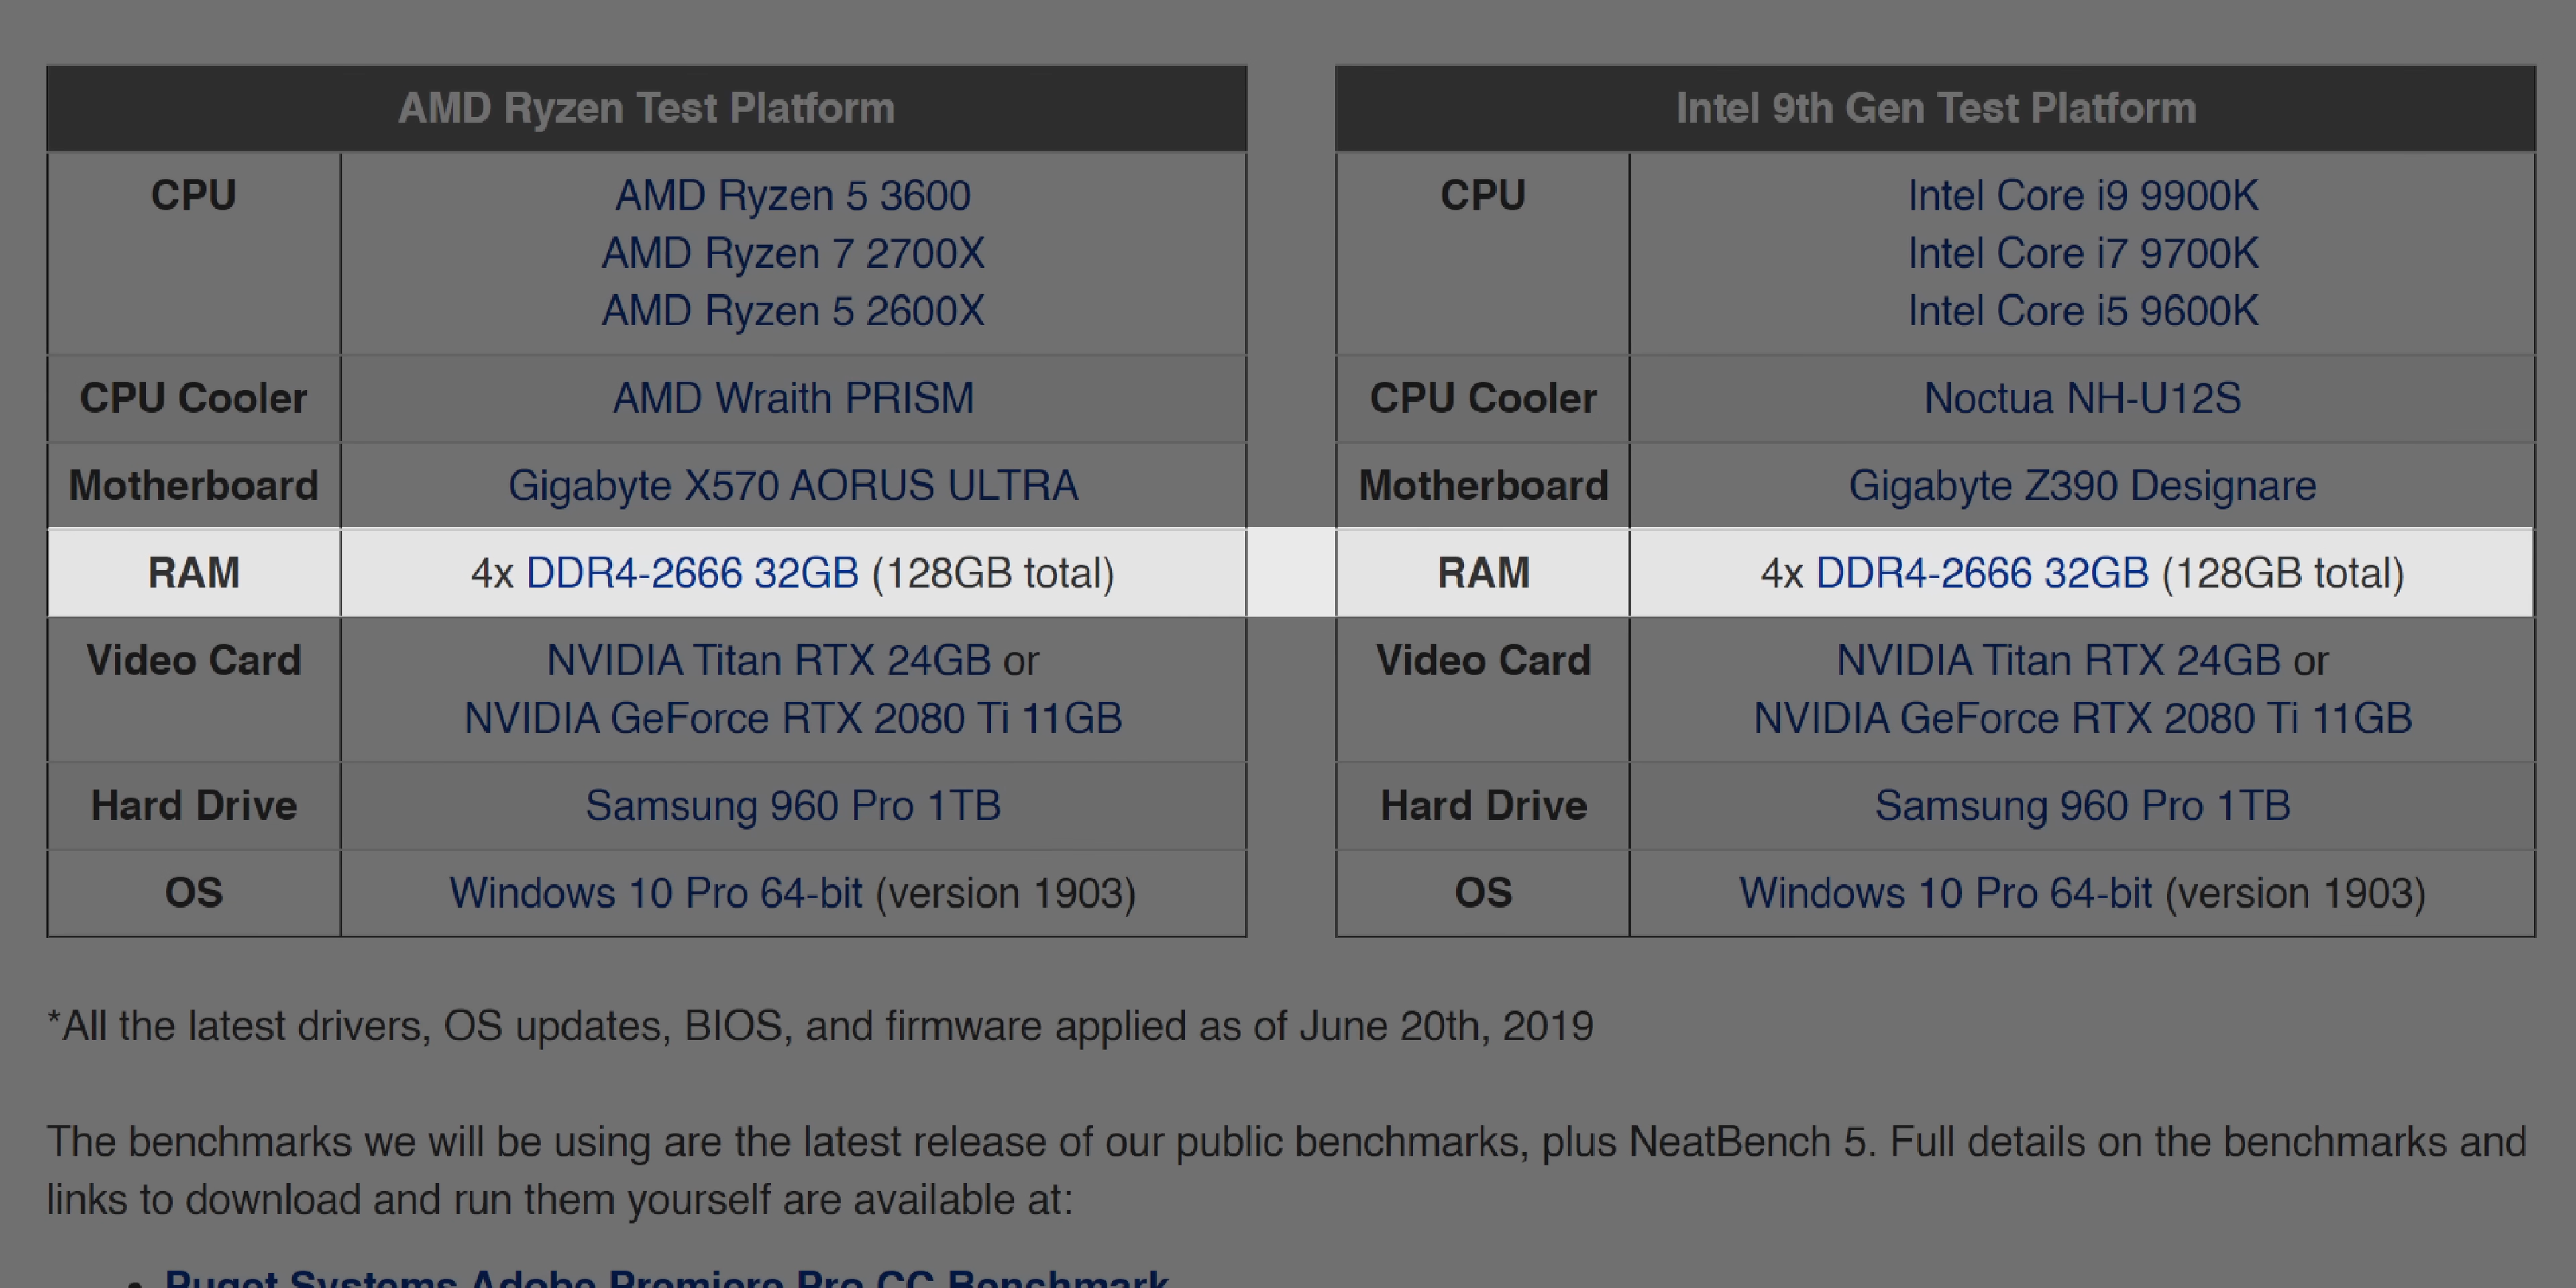 AMD Ryzen Test Platform
CPU
AMD Ryzen 5 3600
AMD Ryzen 7 2700X
AMD Ryzen 5 2600X
CPU Cooler
AMD Wraith PRISM
Motherboard
Gigabyte X570 AORUS ULTRA
RAM
4x DDR4-2666 32GB (128GB total)
Video Card
NVIDIA Titan RTX 24GB or
NVIDIA GeForce RTX 2080 Ti 11GB
Hard Drive
Samsung 960 Pro 1TB
OS
Windows 10 Pro 64-bit (version 1903)
Intel 9th Gen Test Platform
CPU
Intel Core i9 9900K
Intel Core i7 9700K
Intel Core i5 9600K
CPU Cooler
Noctua NH-U12S
Motherboard
Gigabyte Z390 Designare
RAM
4x DDR4-2666 32GB (128GB total)
Video Card
NVIDIA Titan RTX 24GB or
NVIDIA GeForce RTX 2080 Ti 11GB
Hard Drive
Samsung 960 Pro 1TB
OS
Windows 10 Pro 64-bit (version 1903)
*All the latest drivers, OS updates, BIOS, and firmware applied as of June 20th, 2019
The benchmarks we will be using are the latest release of our public benchmarks, plus NeatBench 5. Full details on the benchmarks and
links to download and run them yourself are available at:
• Puget Systems Adobe Premiere Pro CC Benchmark